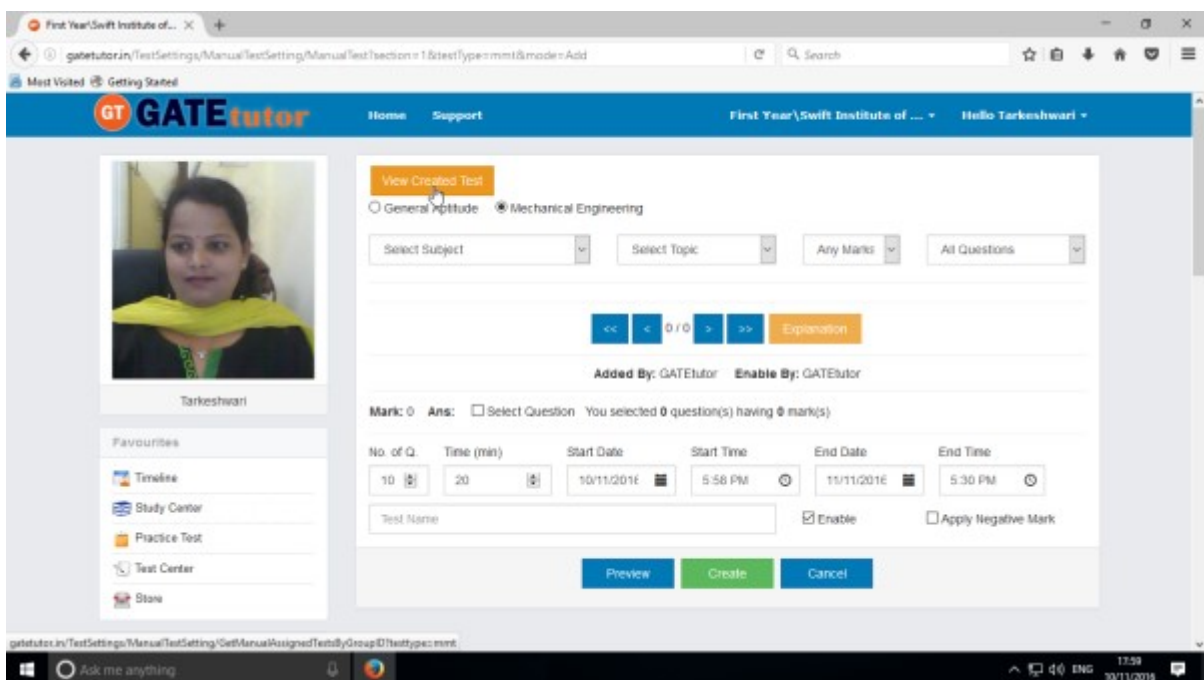 First Year\Swift Institute of...
gatetutor.in/TestSettings/ManualTestSetting/ManualTest?section=1&testType=mmt&mode=Add
Search
Most Visited Getting Started
GT GATEtutor Home Support First Year\Swift Institute of .... Hello Tarkeshwari
View Created Test
General Aptitude Mechanical Engineering
Select Subject Select Topic Any Marks All Questions
<< < 0 / 0 > >> Explanation
Added By: GATEtutor Enable By: GATEtutor
Tarkeshwari
Mark: 0 Ans: Select Question You selected 0 question(s) having 0 mark(s)
Favourites
No. of Q. Time (min) Start Date Start Time End Date End Time
Timeline
10 20 10/11/2016 5:58 PM 11/11/2016 5:30 PM
Study Center
Test Name Enable Apply Negative Mark
Practice Test
Test Center
Preview Create Cancel
Store
gatetutor.in/TestSettings/ManualTestSetting/GetManualAssignedTestsByGroupID?testtype=mmt
Ask me anything ENG 17:59
10/11/2016